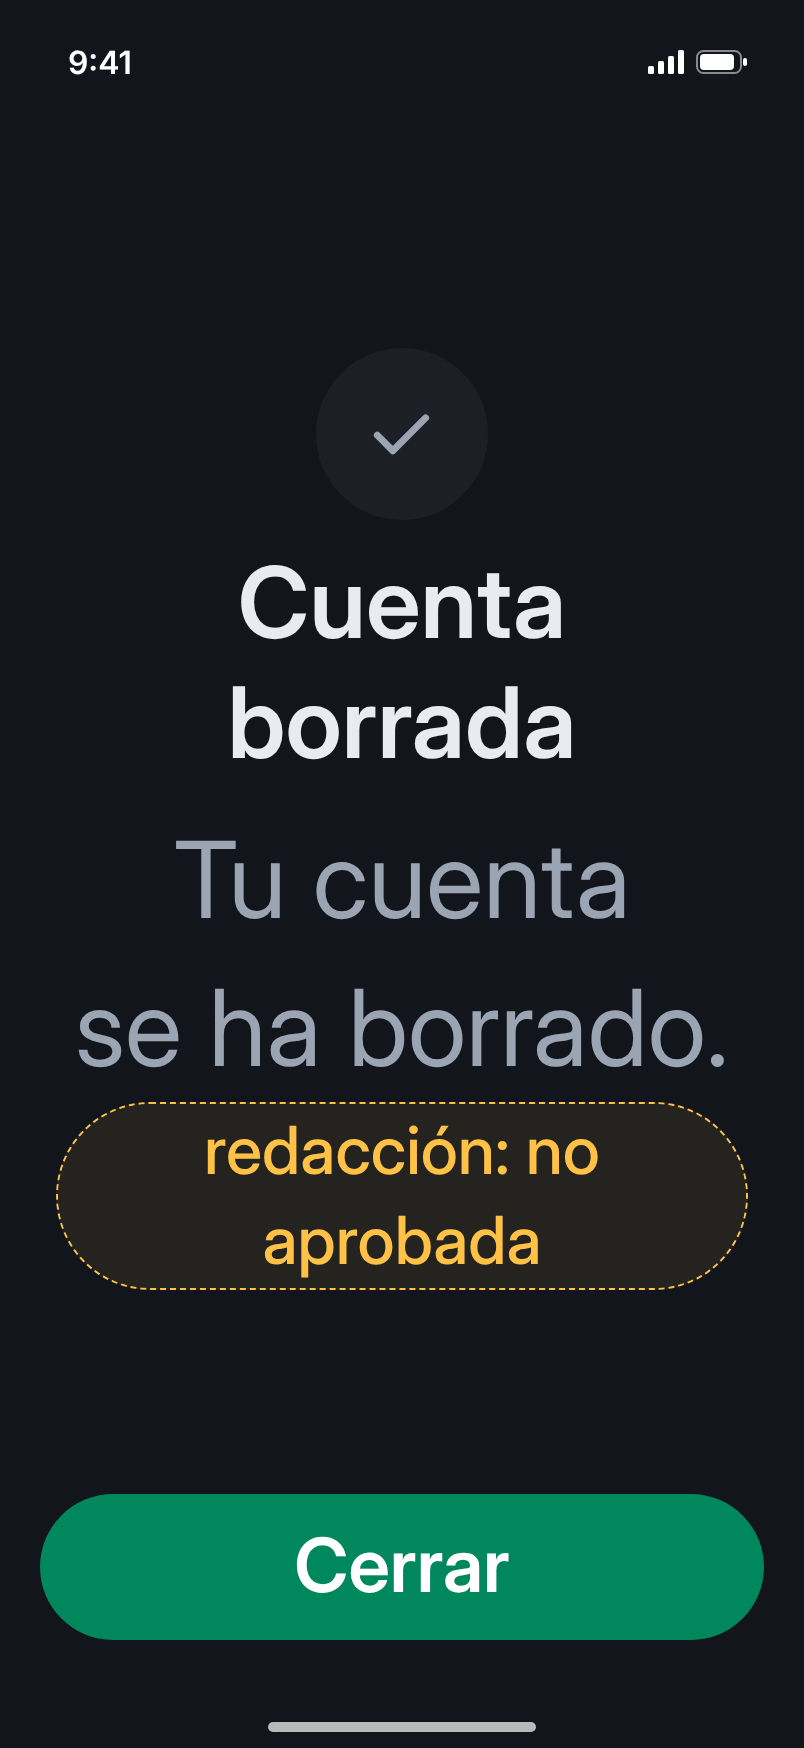 9:41
Cuenta
borrada
Tu cuenta
se ha borrado.
redacción: no
aprobada
Cerrar